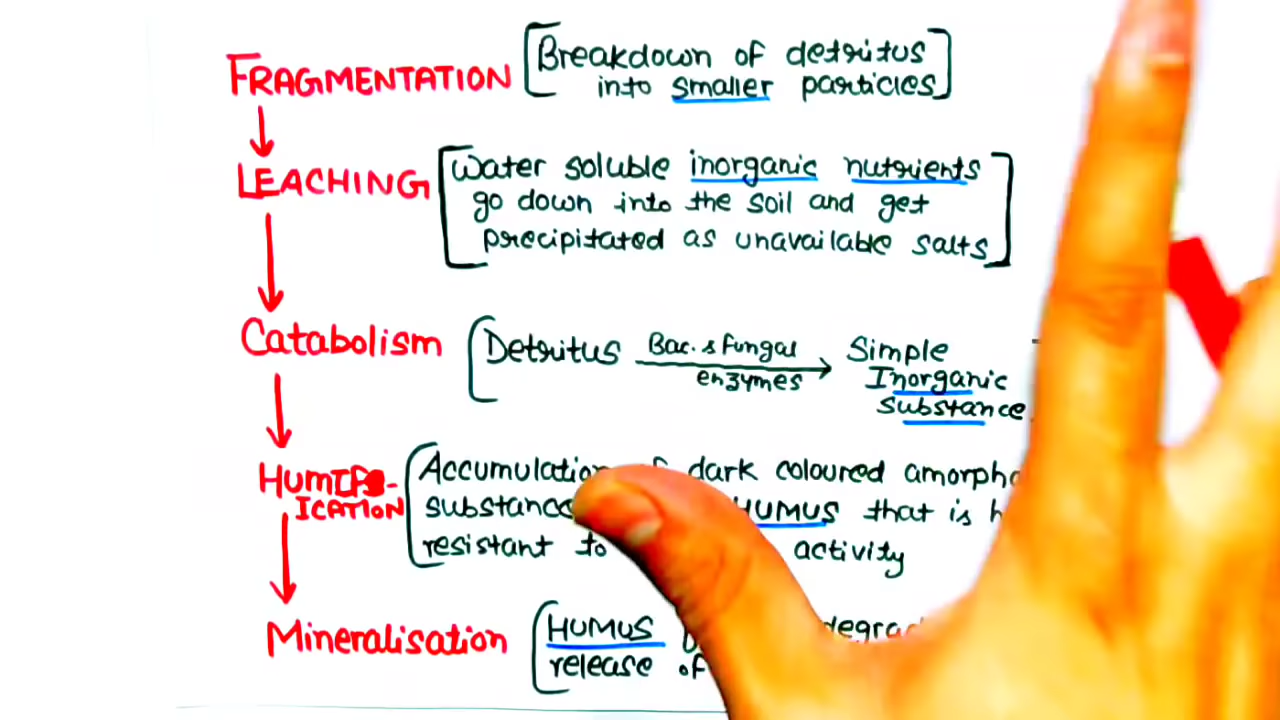 FRAGMENTATION [Breakdown of detritus
into smaller particles]
LEACHING [Water soluble inorganic nutrients
go down into the soil and get
precipitated as unavailable salts]
Catabolism [Detritus Bac. & fungal enzymes → Simple
Inorganic
Substance
HUMIF-
ICATION
Accumulation dark coloured
substance HUMUS that is
resistant to activity
Mineralisation (HUMUS
release of